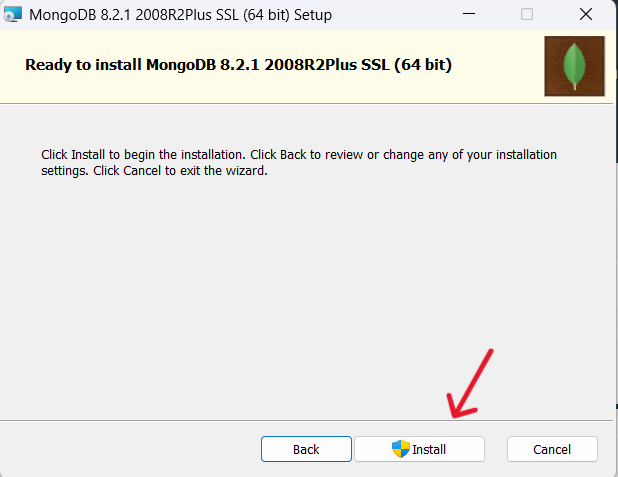 MongoDB 8.2.1 2008R2Plus SSL (64 bit) Setup
Ready to install MongoDB 8.2.1 2008R2Plus SSL (64 bit)
Click Install to begin the installation. Click Back to review or change any of your installation
settings. Click Cancel to exit the wizard.
Back Install Cancel